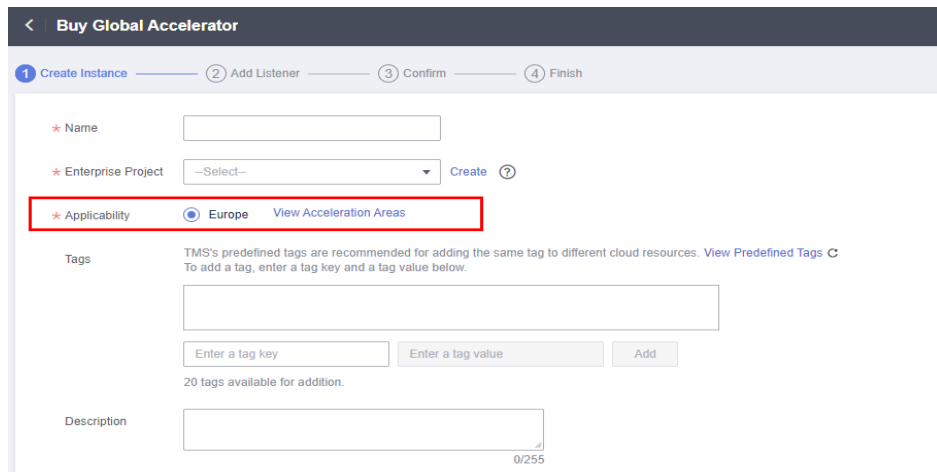 < Buy Global Accelerator
1 Create Instance 2 Add Listener 3 Confirm 4 Finish
* Name
* Enterprise Project --Select-- Create ?
* Applicability Europe View Acceleration Areas
Tags TMS's predefined tags are recommended for adding the same tag to different cloud resources. View Predefined Tags
To add a tag, enter a tag key and a tag value below.
Enter a tag key Enter a tag value Add
20 tags available for addition.
Description
0/255